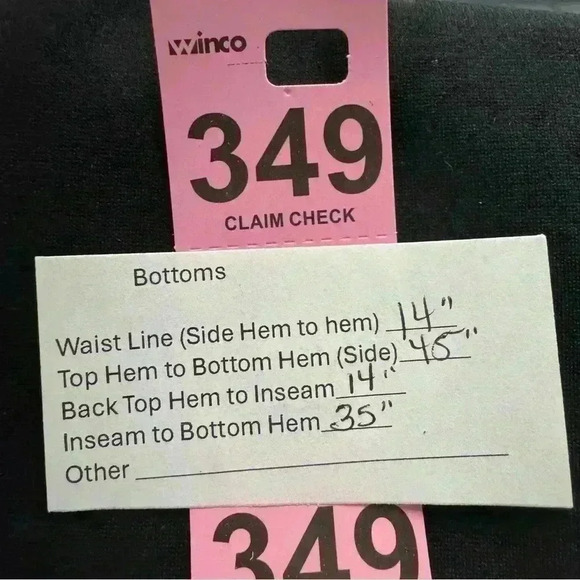 Winco
349
CLAIM CHECK
Bottoms
Waist Line (Side Hem to hem) 14"
Top Hem to Bottom Hem (Side) 45"
Back Top Hem to Inseam 14"
Inseam to Bottom Hem 35"
Other
349